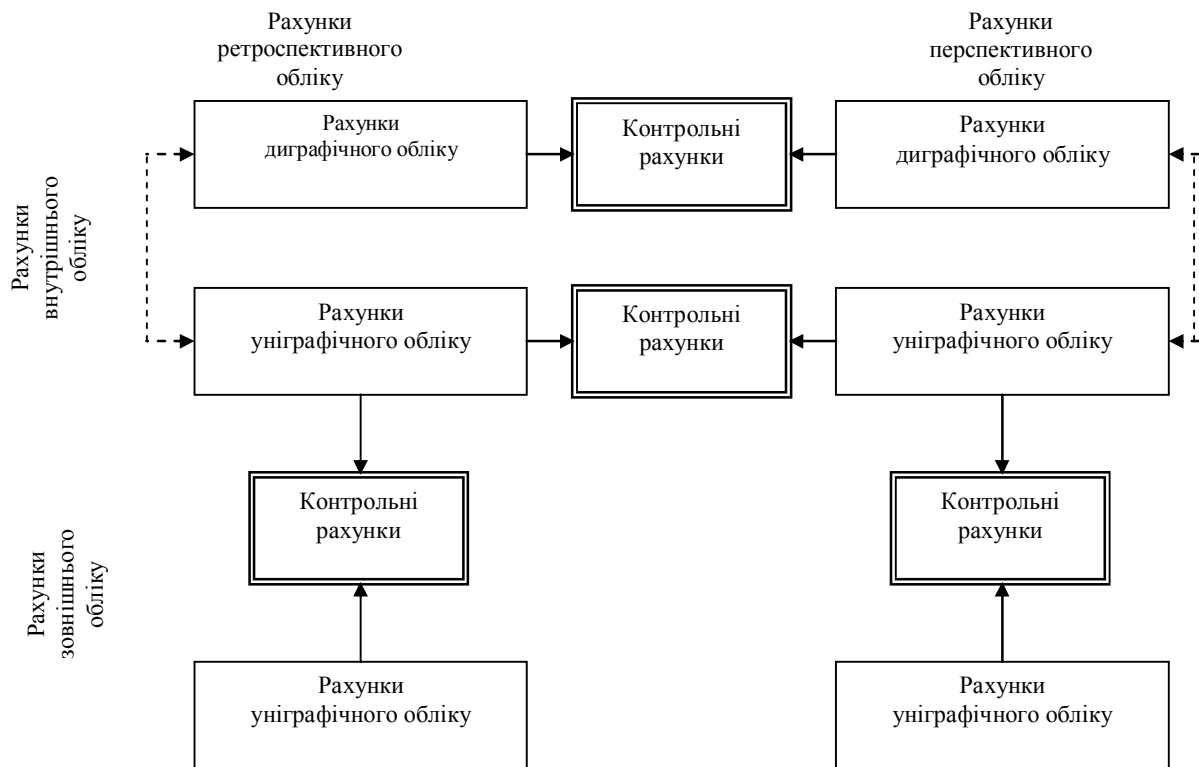 Рахунки
ретроспективного
обліку
Рахунки
перспективного
обліку
Рахунки
внутрішнього
обліку
Рахунки
диграфічного обліку
Контрольні
рахунки
Рахунки
диграфічного обліку
Рахунки
уніграфічного обліку
Контрольні
рахунки
Рахунки
уніграфічного обліку
Рахунки
зовнішнього
обліку
Контрольні
рахунки
Контрольні
рахунки
Рахунки
уніграфічного обліку
Рахунки
уніграфічного обліку